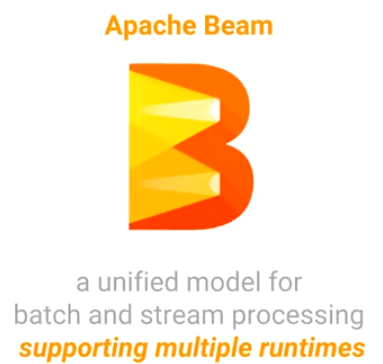 Apache Beam
a unified model for
batch and stream processing
supporting multiple runtimes